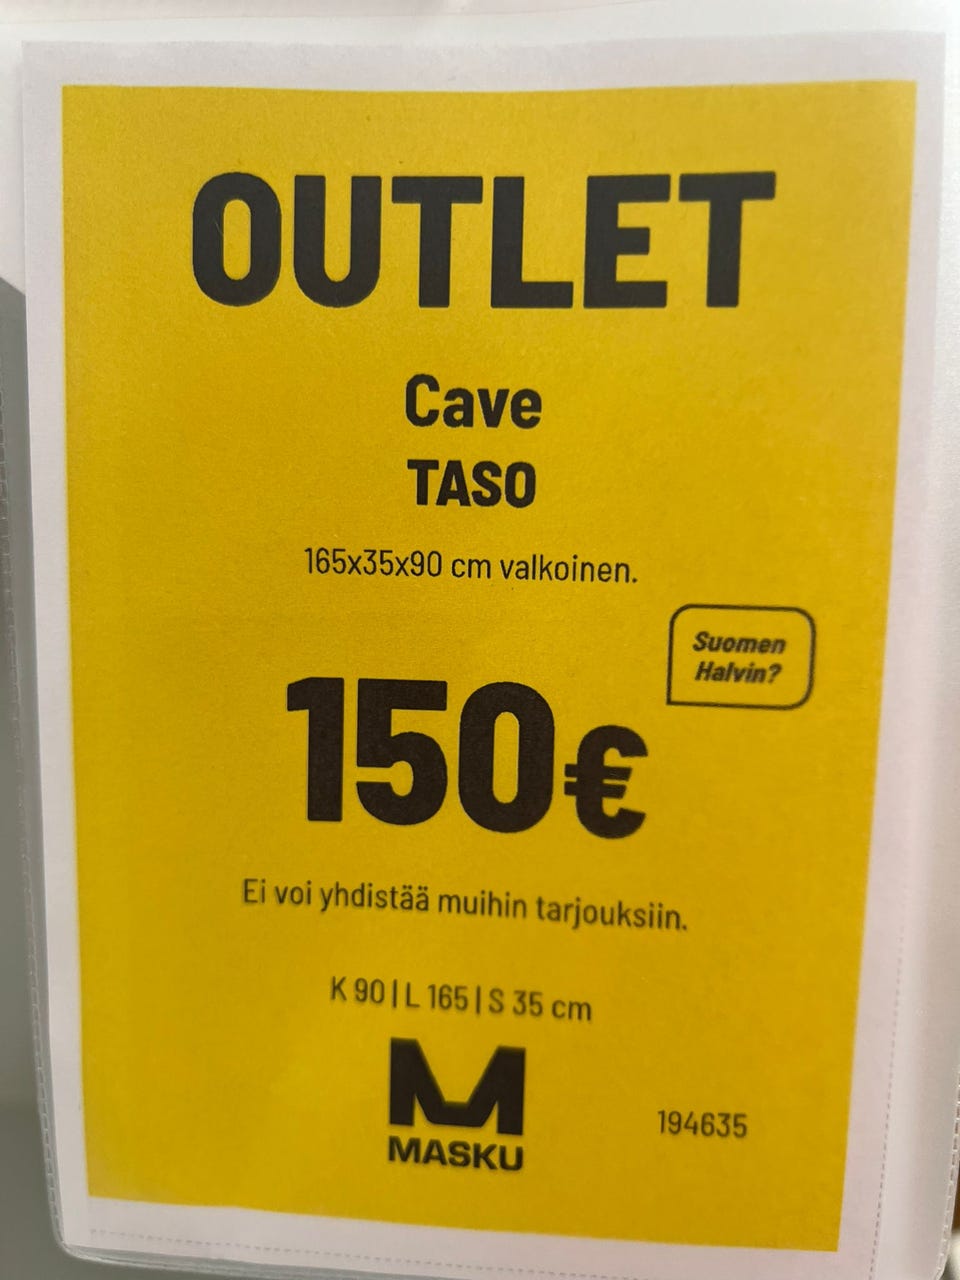 OUTLET
Cave
TASO
165x35x90 cm valkoinen.
Suomen
Halvin?
150€
Ei voi yhdistää muihin tarjouksiin.
K 90 | L 165 | S 35 cm
MASKU
194635